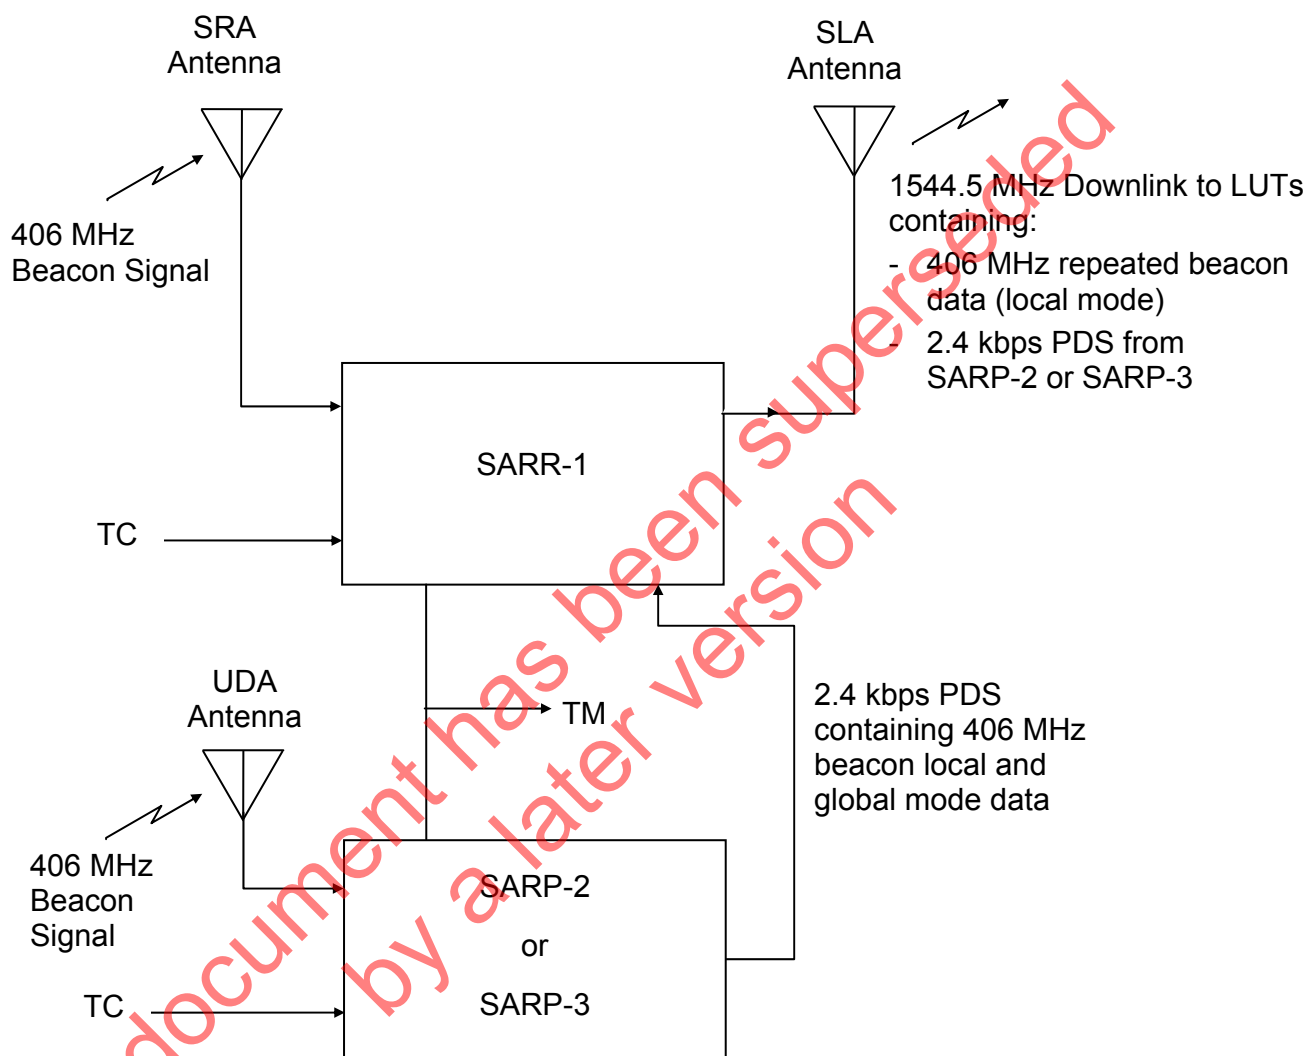 SRA
Antenna
SLA
Antenna
406 MHz
Beacon Signal
1544.5 MHz Downlink to LUTs
containing:
- 406 MHz repeated beacon
data (local mode)
- 2.4 kbps PDS from
SARP-2 or SARP-3
SARR-1
TC
UDA
Antenna
TM
2.4 kbps PDS
containing 406 MHz
beacon local and
global mode data
406 MHz
Beacon
Signal
SARP-2
or
SARP-3
TC
document has been superseded
by a later version